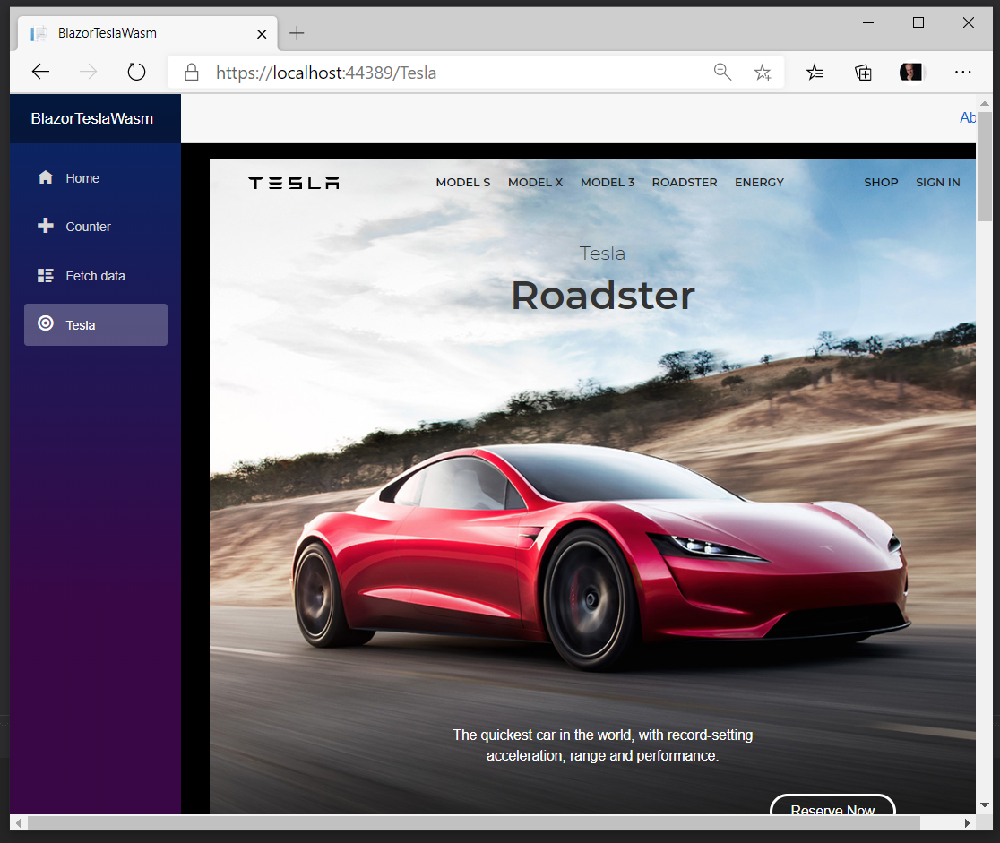 BlazorTeslaWasm
https://localhost:44389/Tesla
BlazorTeslaWasm
Ab
Home
Counter
Fetch data
Tesla
TESLA
MODEL S MODEL X MODEL 3 ROADSTER ENERGY
SHOP SIGN IN
Tesla
Roadster
The quickest car in the world, with record-setting
acceleration, range and performance.
Reserve Now